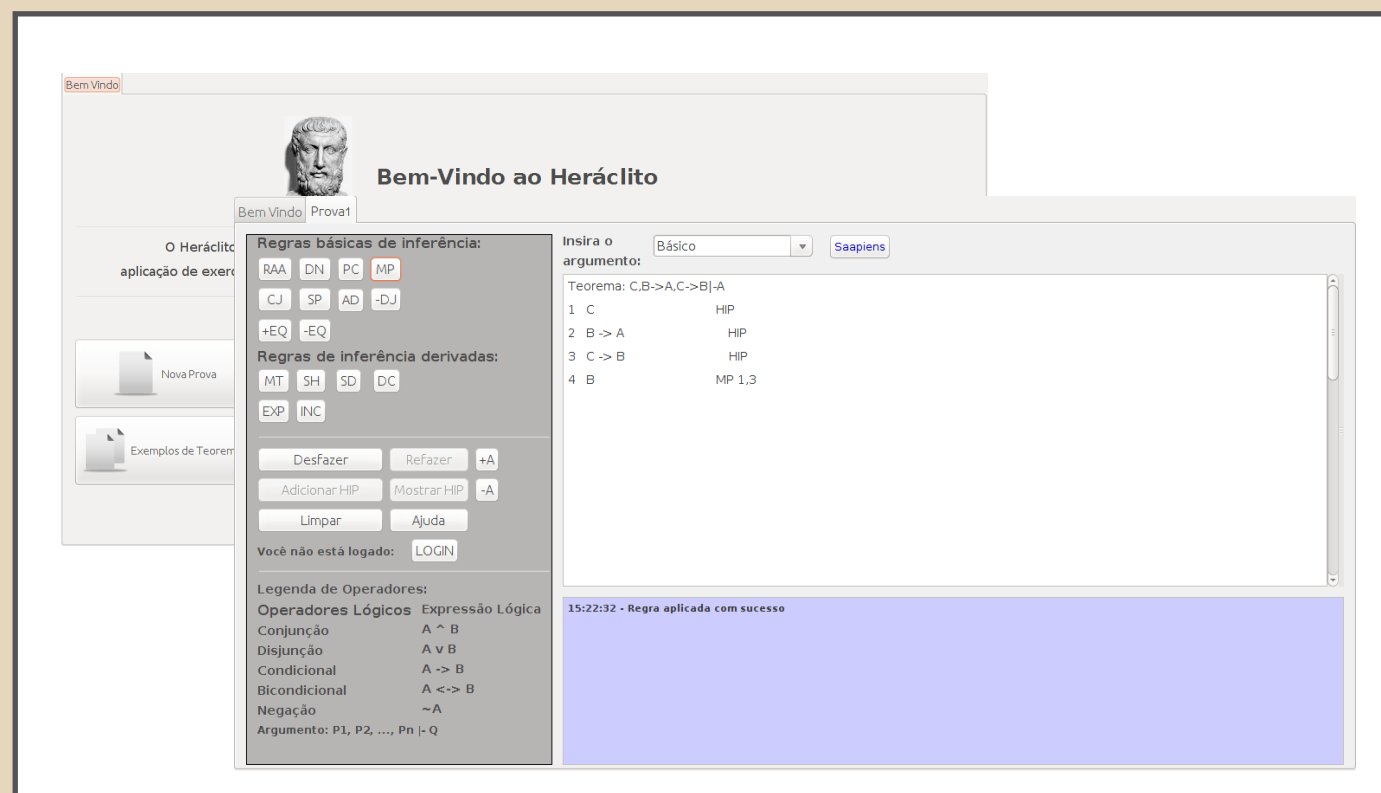 Bem Vindo
Bem-Vindo ao Heráclito
O Heráclito
aplicação de
Nova Prova
Exemplos de
Bem Vindo
Prova1
Regras básicas de inferência:
RAA DN PC MP
CJ SP AD -DJ
+EQ -EQ
Regras de inferência derivadas:
MT SH SD DC
EXP INC
Desfazer Refazer +A
Adicionar HIP Mostrar HIP -A
Limpar Ajuda
Você não está logado: LOGIN
Legenda de Operadores:
Operadores Lógicos Expressão Lógica
Conjunção A ^ B
Disjunção A v B
Condicional A -> B
Bicondicional A <-> B
Negação ~A
Argumento: P1, P2, ..., Pn |- Q
Insira o
argumento:
Básico
Saapiens
Teorema: C,B->A,C->B|-A
1 C HIP
2 B -> A HIP
3 C -> B HIP
4 B MP 1,3
15:22:32 - Regra aplicada com sucesso